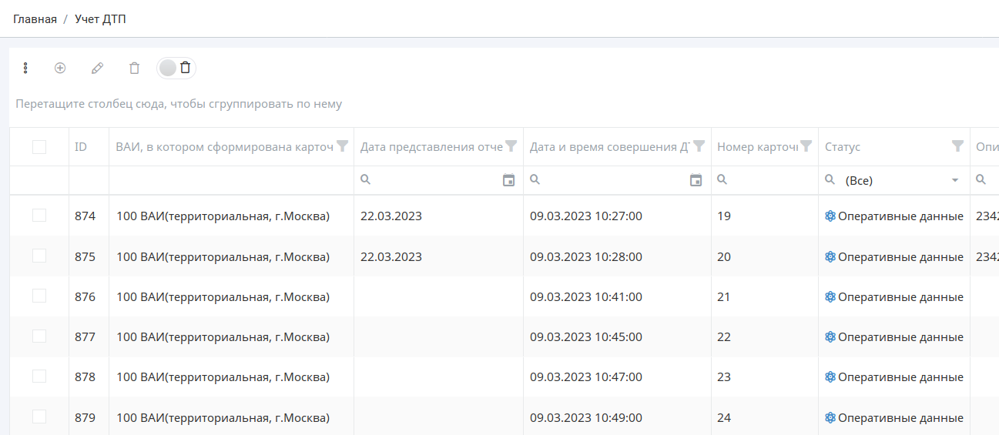 Главная / Учет ДТП
Перетащите столбец сюда, чтобы сгруппировать по нему
ID ВАИ, в котором сформирована карточ Дата представления отче Дата и время совершения Д Номер карточ Статус Опи
(Все)
874 100 ВАИ(территориальная, г.Москва) 22.03.2023 09.03.2023 10:27:00 19 Оперативные данные 2342
875 100 ВАИ(территориальная, г.Москва) 22.03.2023 09.03.2023 10:28:00 20 Оперативные данные 2342
876 100 ВАИ(территориальная, г.Москва) 09.03.2023 10:41:00 21 Оперативные данные
877 100 ВАИ(территориальная, г.Москва) 09.03.2023 10:45:00 22 Оперативные данные
878 100 ВАИ(территориальная, г.Москва) 09.03.2023 10:47:00 23 Оперативные данные
879 100 ВАИ(территориальная, г.Москва) 09.03.2023 10:49:00 24 Оперативные данные